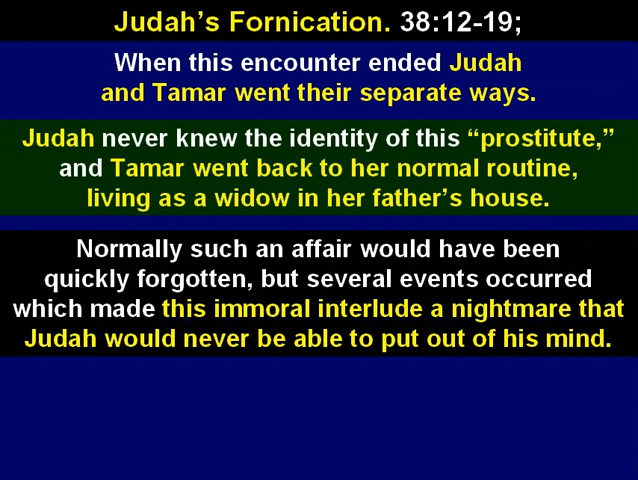 Judah’s Fornication. 38:12-19;
When this encounter ended Judah
and Tamar went their separate ways.
Judah never knew the identity of this “prostitute,”
and Tamar went back to her normal routine,
living as a widow in her father’s house.
Normally such an affair would have been
quickly forgotten, but several events occurred
which made this immoral interlude a nightmare that
Judah would never be able to put out of his mind.